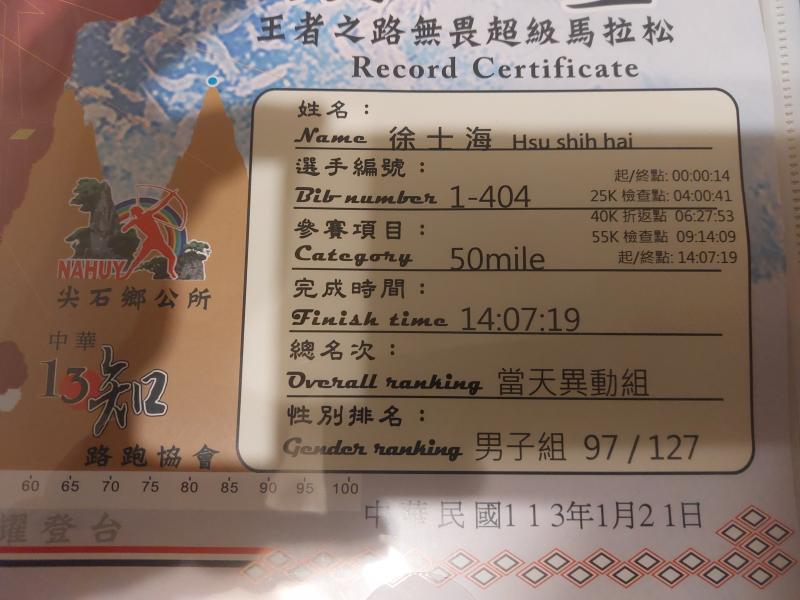 王者之路無畏超級馬拉松
Record Certificate
姓名：
Name 徐士海 Hsu shih hai
選手編號：
Bib number 1-404
參賽項目：
Category 50mile
完成時間：
Finish time 14:07:19
總名次：
Overall ranking 當天異動組
性別排名：
Gender ranking 男子組 97 / 127
起/終點: 00:00:14
25K 檢查點: 04:00:41
40K 折返點 06:27:53
55K 檢查點 09:14:09
起/終點: 14:07:19
NAHUY
尖石鄉公所
中華
13知
路跑協會
60 65 70 75 80 85 90 95 100
耀登台
中華民國113年1月21日